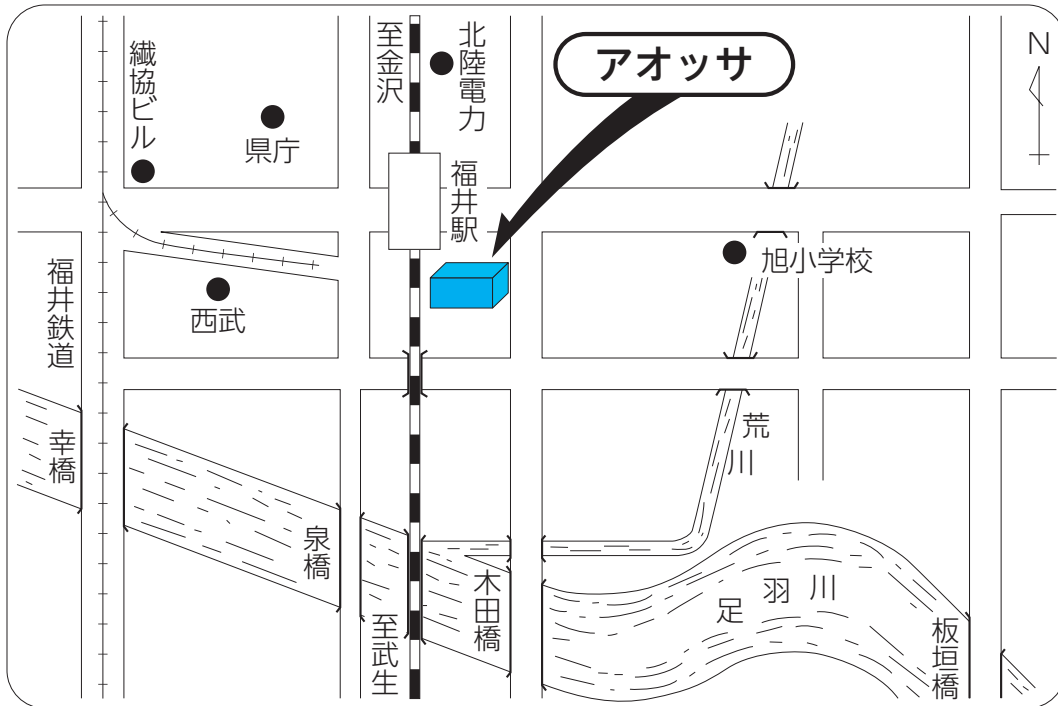 繊協ビル
県庁
至金沢
北陸電力
アオッサ
N
福井駅
旭小学校
福井鉄道
西武
幸橋
泉橋
至武生
木田橋
荒川
足羽川
板垣橋